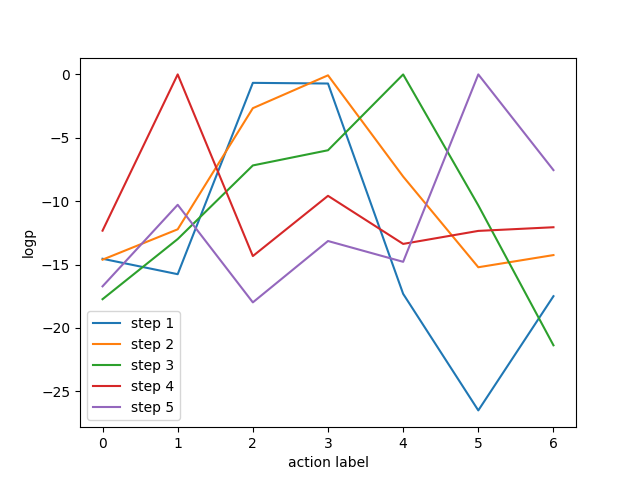 0
−5
−10
−15
−20
−25
logp
step 1
step 2
step 3
step 4
step 5
0 1 2 3 4 5 6
action label